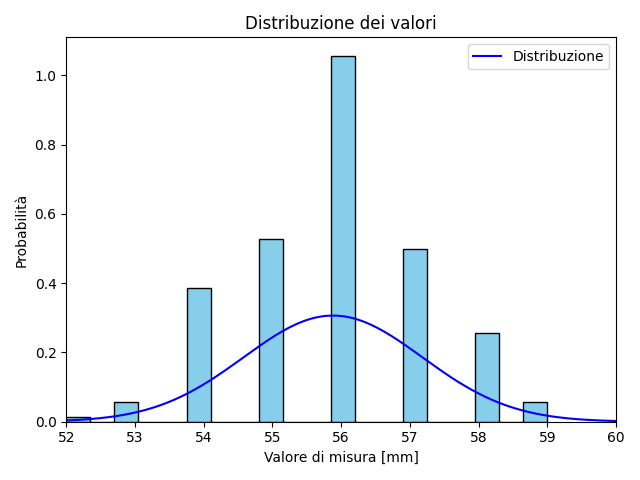 Distribuzione dei valori
Distribuzione
Probabilità
1.0
0.8
0.6
0.4
0.2
0.0
52 53 54 55 56 57 58 59 60
Valore di misura [mm]